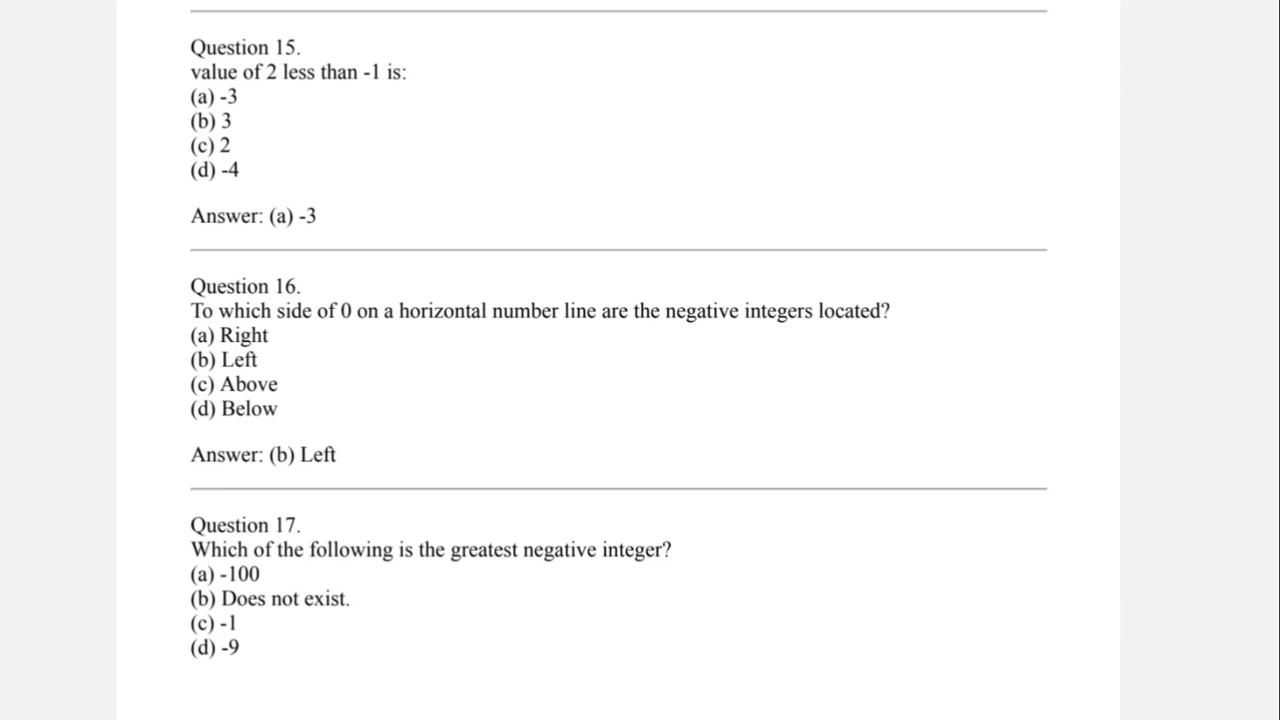 Question 15.
value of 2 less than -1 is:
(a) -3
(b) 3
(c) 2
(d) -4
Answer: (a) -3
Question 16.
To which side of 0 on a horizontal number line are the negative integers located?
(a) Right
(b) Left
(c) Above
(d) Below
Answer: (b) Left
Question 17.
Which of the following is the greatest negative integer?
(a) -100
(b) Does not exist.
(c) -1
(d) -9